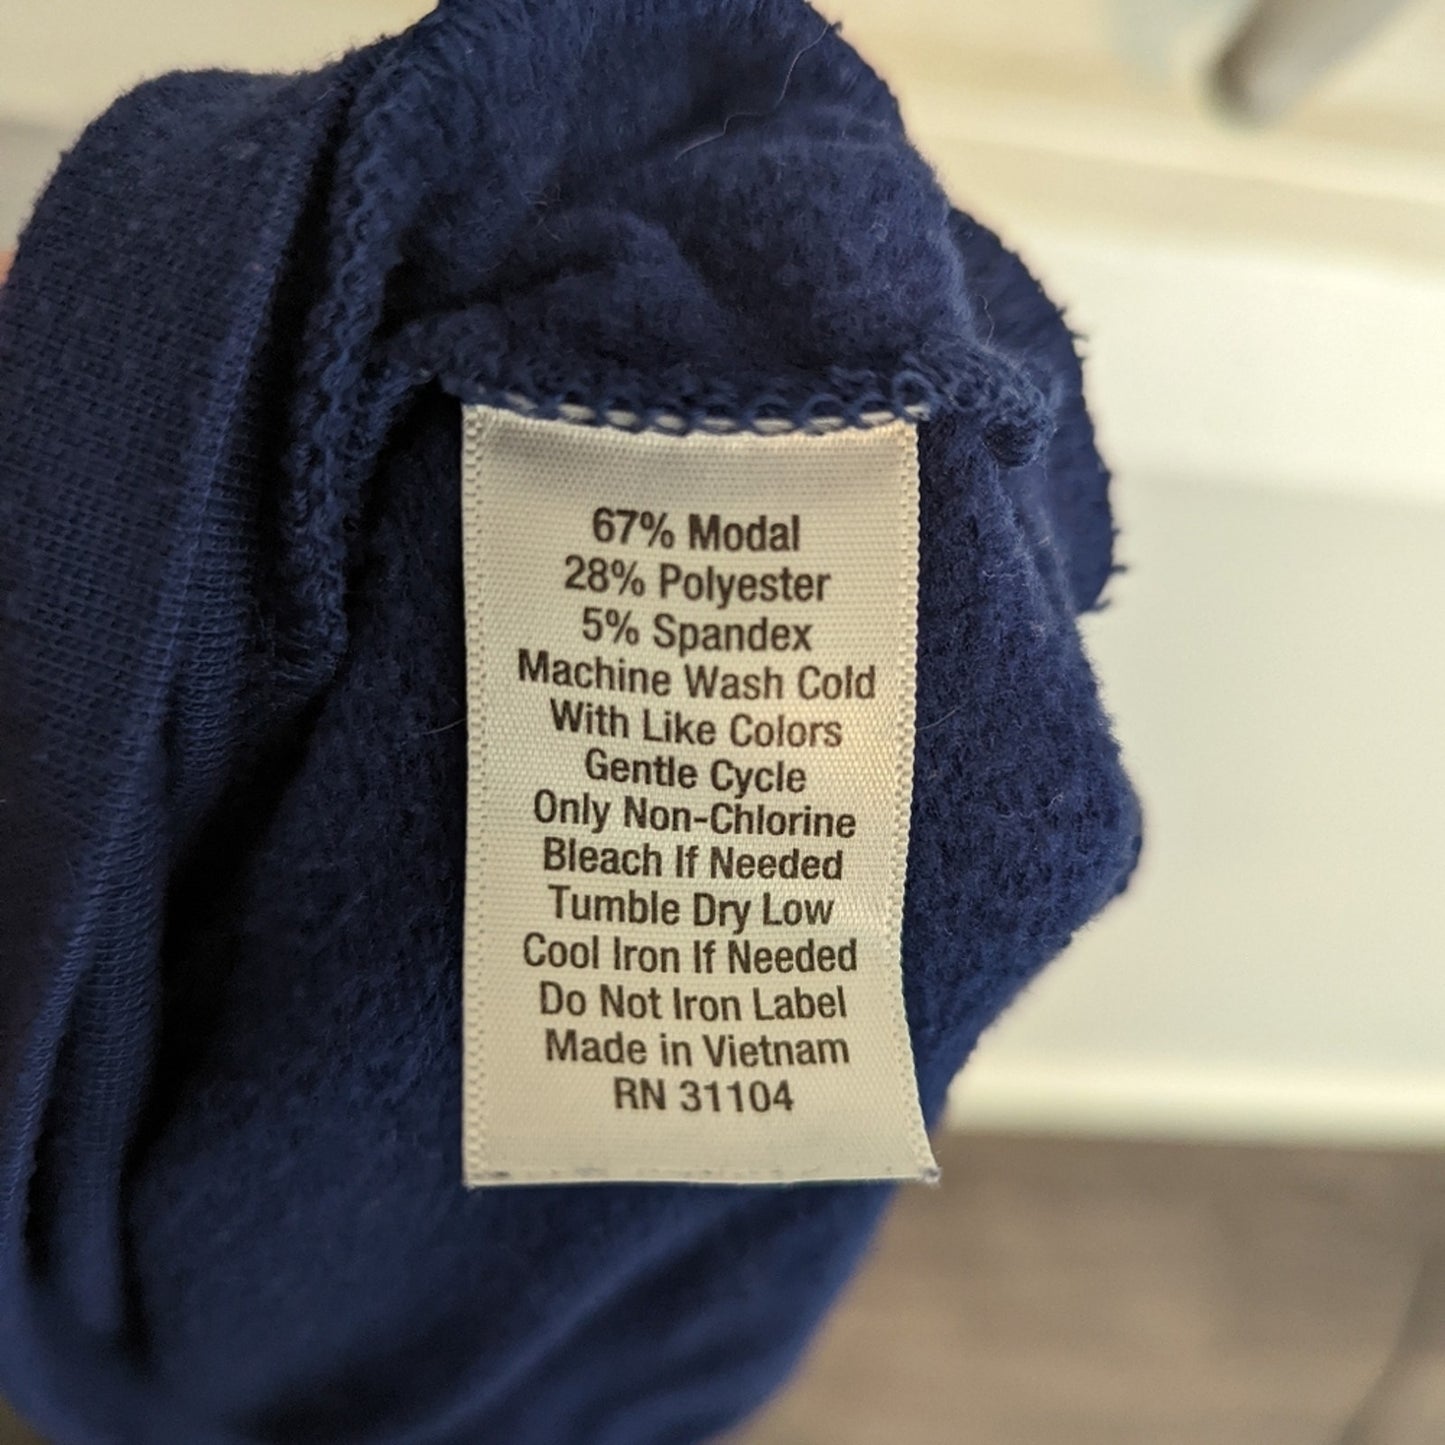 67% Modal
28% Polyester
5% Spandex
Machine Wash Cold
With Like Colors
Gentle Cycle
Only Non-Chlorine
Bleach If Needed
Tumble Dry Low
Cool Iron If Needed
Do Not Iron Label
Made in Vietnam
RN 31104